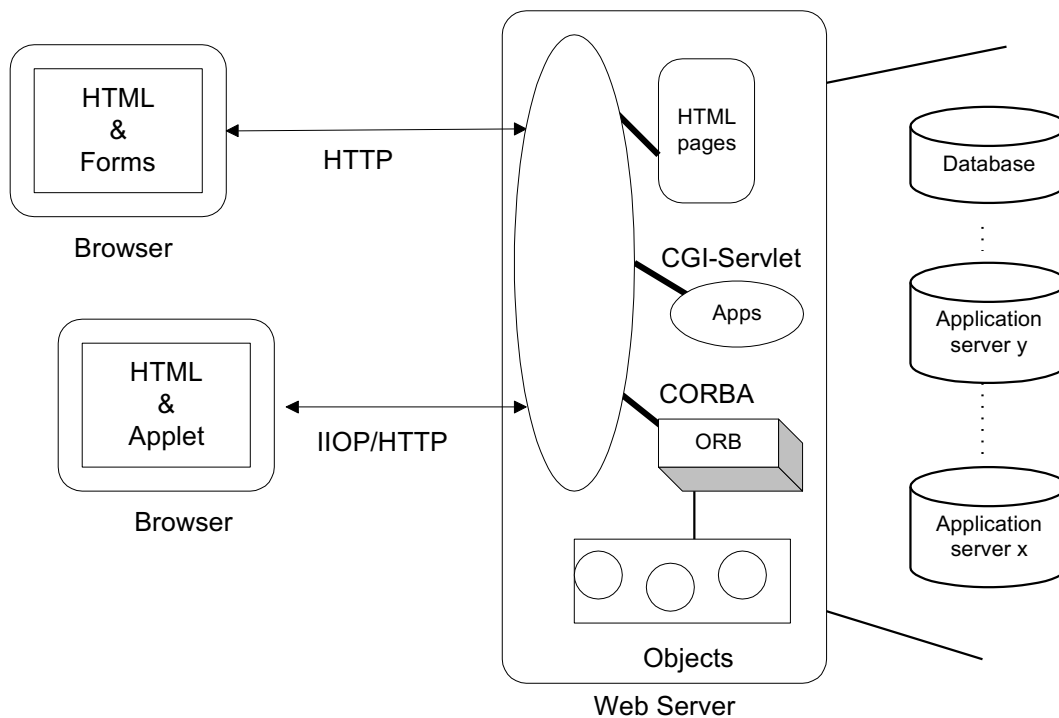 HTML
&
Forms
Browser
HTTP
HTML
&
Applet
Browser
IIOP/HTTP
HTML
pages
CGI-Servlet
Apps
CORBA
ORB
Objects
Web Server
Database
Application
server y
Application
server x